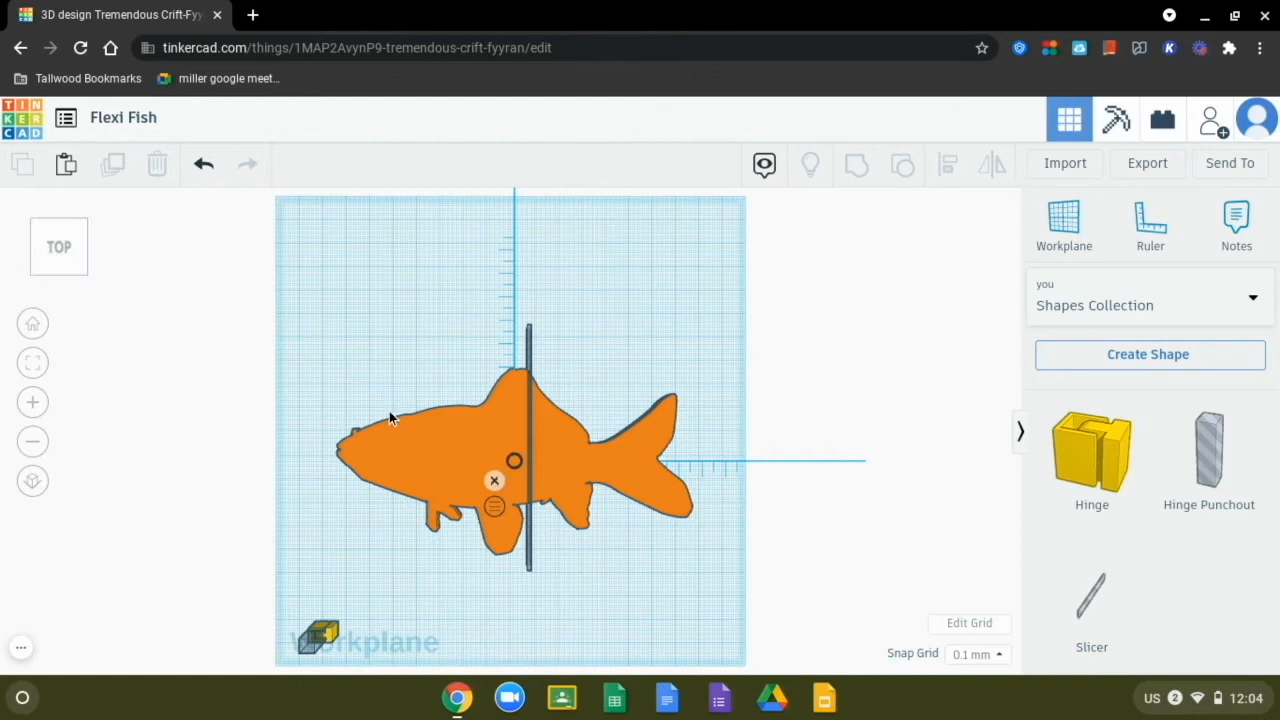 3D design Tremendous Crift-Fyy
tinkercad.com/things/1MAP2AvynP9-tremendous-crift-fyyran/edit
Tallwood Bookmarks
miller google meet...
TIN
KER
CAD
Flexi Fish
Import
Export
Send To
TOP
Workplane
Ruler
Notes
you
Shapes Collection
Create Shape
Hinge
Hinge Punchout
Slicer
Workplane
Edit Grid
Snap Grid
0.1 mm
US
2
12:04